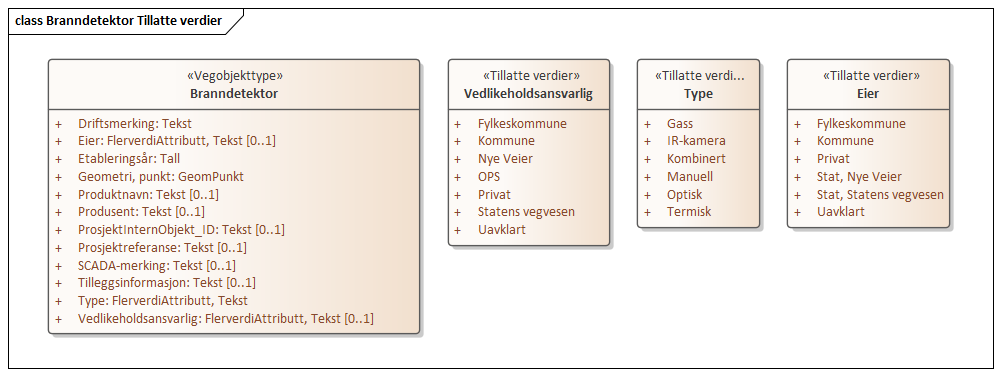 class Branndetektor Tillatte verdier
«Vegobjekttype»
Branndetektor
+ Driftsmerking: Tekst
+ Eier: FlerverdiAttributt, Tekst [0..1]
+ Etableringsår: Tall
+ Geometri, punkt: GeomPunkt
+ Produktnavn: Tekst [0..1]
+ Produsent: Tekst [0..1]
+ ProsjektInternObjekt_ID: Tekst [0..1]
+ Prosjektreferanse: Tekst [0..1]
+ SCADA-merking: Tekst [0..1]
+ Tilleggsinformasjon: Tekst [0..1]
+ Type: FlerverdiAttributt, Tekst
+ Vedlikeholdsansvarlig: FlerverdiAttributt, Tekst [0..1]
«Tillatte verdier»
Vedlikeholdsansvarlig
+ Fylkeskommune
+ Kommune
+ Nye Veier
+ OPS
+ Privat
+ Statens vegvesen
+ Uavklart
«Tillatte verdi...
Type
+ Gass
+ IR-kamera
+ Kombinert
+ Manuell
+ Optisk
+ Termisk
«Tillatte verdier»
Eier
+ Fylkeskommune
+ Kommune
+ Privat
+ Stat, Nye Veier
+ Stat, Statens vegvesen
+ Uavklart